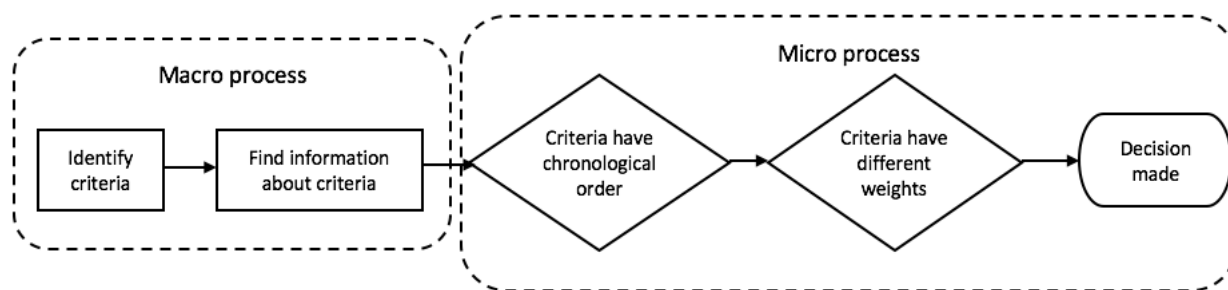 Macro process
Identify
criteria
Find information
about criteria
Micro process
Criteria have
chronological
order
Criteria have
different
weights
Decision
made